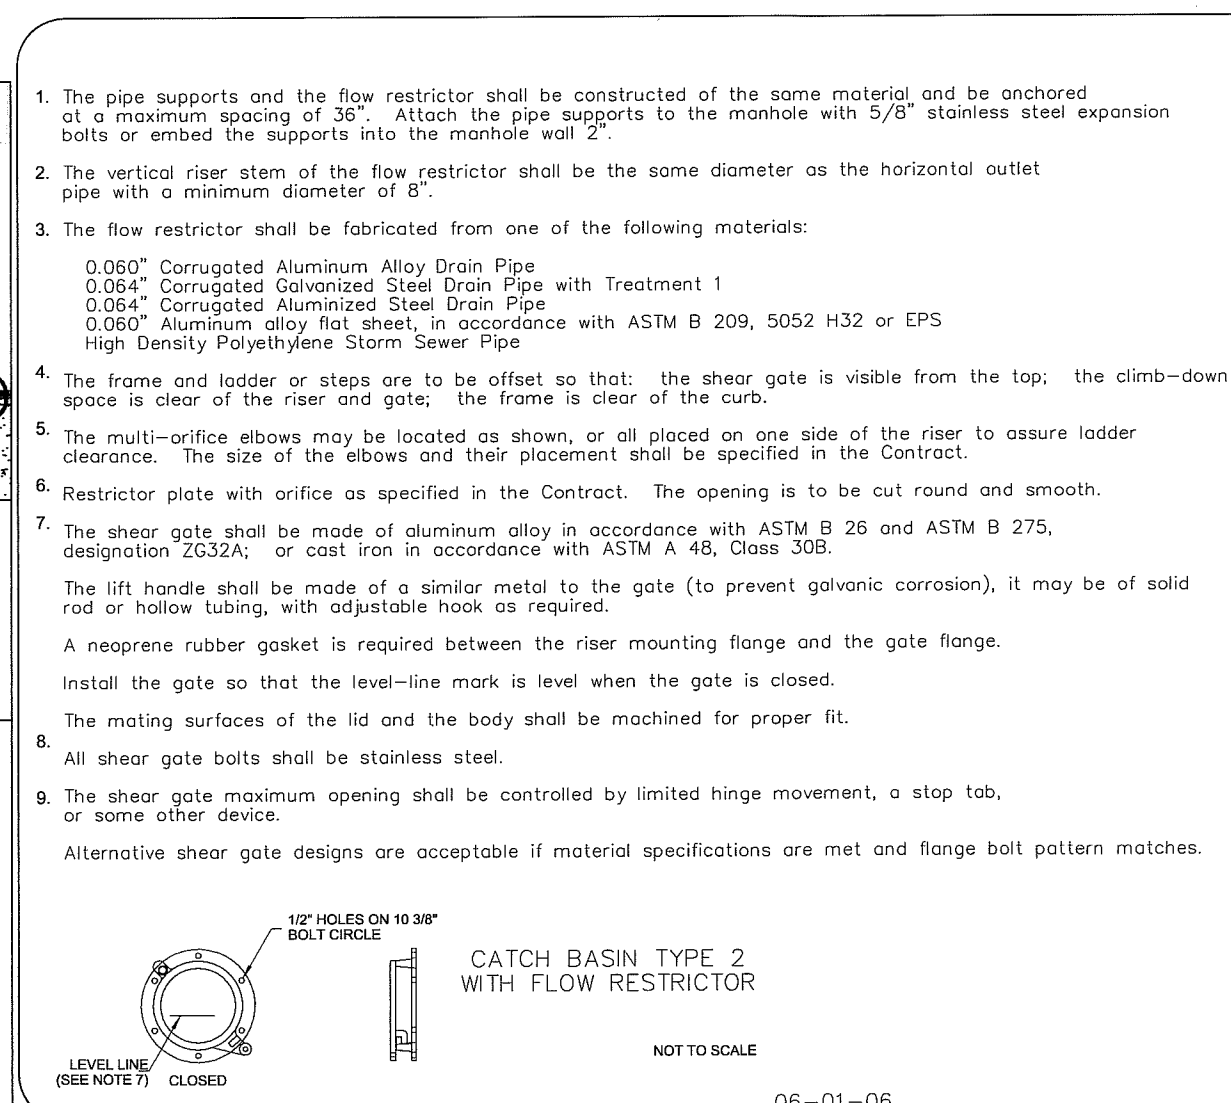 1. The pipe supports and the flow restrictor shall be constructed of the same material and be anchored
at a maximum spacing of 36". Attach the pipe supports to the manhole with 5/8" stainless steel expansion
bolts or embed the supports into the manhole wall 2".
2. The vertical riser stem of the flow restrictor shall be the same diameter as the horizontal outlet
pipe with a minimum diameter of 8".
3. The flow restrictor shall be fabricated from one of the following materials:
0.060" Corrugated Aluminum Alloy Drain Pipe
0.064" Corrugated Galvanized Steel Drain Pipe with Treatment 1
0.064" Corrugated Aluminized Steel Drain Pipe
0.060" Aluminum alloy flat sheet, in accordance with ASTM B 209, 5052 H32 or EPS
High Density Polyethylene Storm Sewer Pipe
4. The frame and ladder or steps are to be offset so that: the shear gate is visible from the top; the climb-down
space is clear of the riser and gate; the frame is clear of the curb.
5. The multi-orifice elbows may be located as shown, or all placed on one side of the riser to assure ladder
clearance. The size of the elbows and their placement shall be specified in the Contract.
6. Restrictor plate with orifice as specified in the Contract. The opening is to be cut round and smooth.
7. The shear gate shall be made of aluminum alloy in accordance with ASTM B 26 and ASTM B 275,
designation ZG32A; or cast iron in accordance with ASTM A 48, Class 30B.
The lift handle shall be made of a similar metal to the gate (to prevent galvanic corrosion), it may be of solid
rod or hollow tubing, with adjustable hook as required.
A neoprene rubber gasket is required between the riser mounting flange and the gate flange.
Install the gate so that the level-line mark is level when the gate is closed.
The mating surfaces of the lid and the body shall be machined for proper fit.
8.
All shear gate bolts shall be stainless steel.
9. The shear gate maximum opening shall be controlled by limited hinge movement, a stop tab,
or some other device.
Alternative shear gate designs are acceptable if material specifications are met and flange bolt pattern matches.
1/2" HOLES ON 10 3/8"
BOLT CIRCLE
CATCH BASIN TYPE 2
WITH FLOW RESTRICTOR
NOT TO SCALE
LEVEL LINE
(SEE NOTE 7) CLOSED
06-01-06